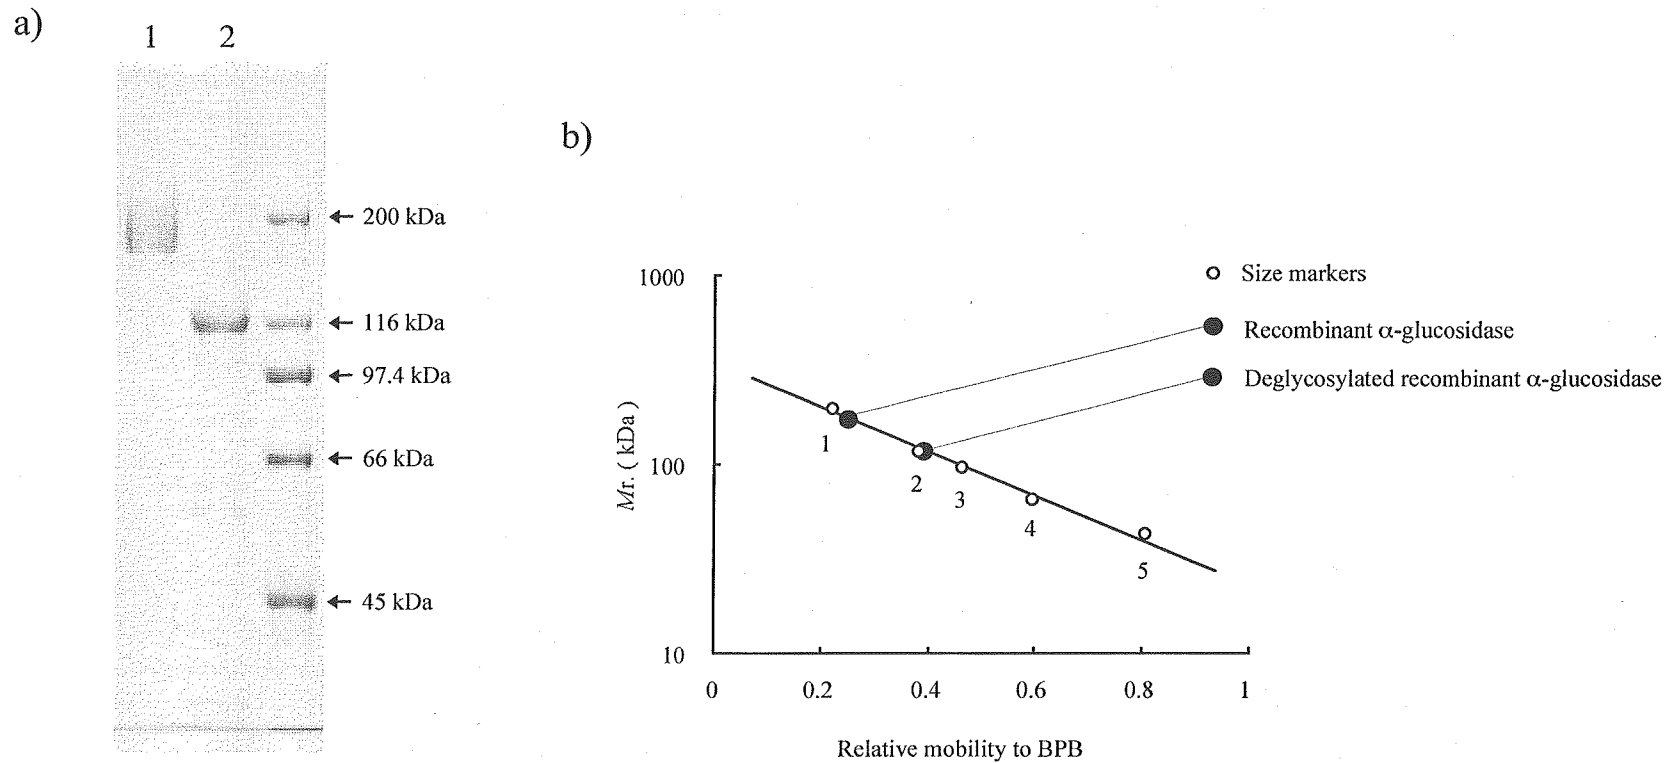 a)
1 2
200 kDa
116 kDa
97.4 kDa
66 kDa
45 kDa
b)
1000
100
10
Mr. ( kDa )
0 0.2 0.4 0.6 0.8 1
Relative mobility to BPB
1
2
3
4
5
Size markers
Recombinant α-glucosidase
Deglycosylated recombinant α-glucosidase